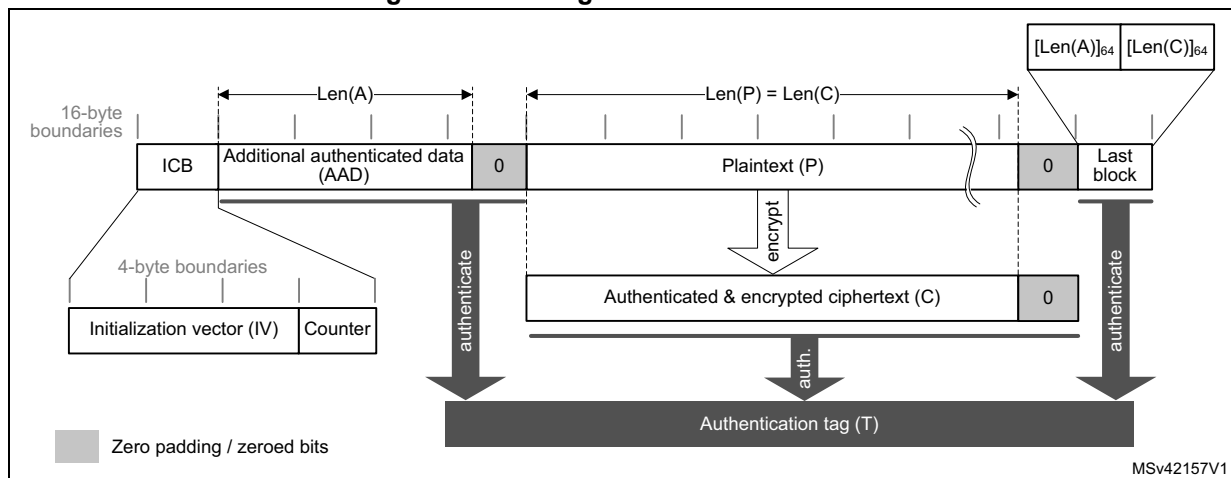 [Len(A)]64 [Len(C)]64
Len(A)
Len(P) = Len(C)
16-byte
boundaries
ICB
Additional authenticated data
(AAD)
0
Plaintext (P)
0
Last
block
encrypt
4-byte boundaries
authenticate
authenticate
Authenticated & encrypted ciphertext (C)
0
Initialization vector (IV)
Counter
auth.
Authentication tag (T)
Zero padding / zeroed bits
MSv42157V1